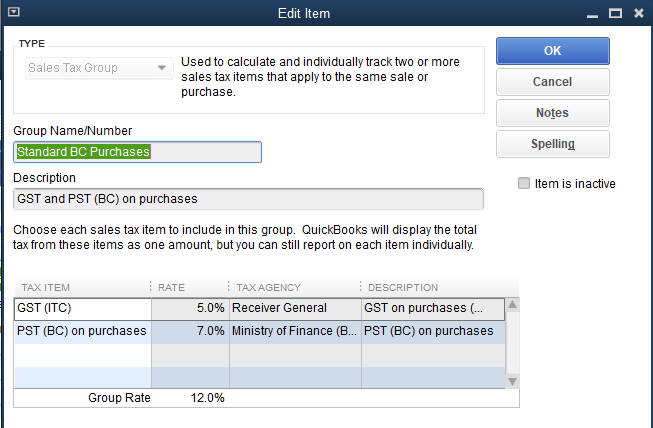 Edit Item
TYPE
Sales Tax Group
Used to calculate and individually track two or more
sales tax items that apply to the same sale or
purchase.
OK
Cancel
Notes
Spelling
Item is inactive
Group Name/Number
Standard BC Purchases
Description
GST and PST (BC) on purchases
Choose each sales tax item to include in this group. QuickBooks will display the total
tax from these items as one amount, but you can still report on each item individually.
TAX ITEM RATE TAX AGENCY DESCRIPTION
GST (ITC) 5.0% Receiver General GST on purchases (...
PST (BC) on purchases 7.0% Ministry of Finance (B... PST (BC) on purchases
Group Rate 12.0%